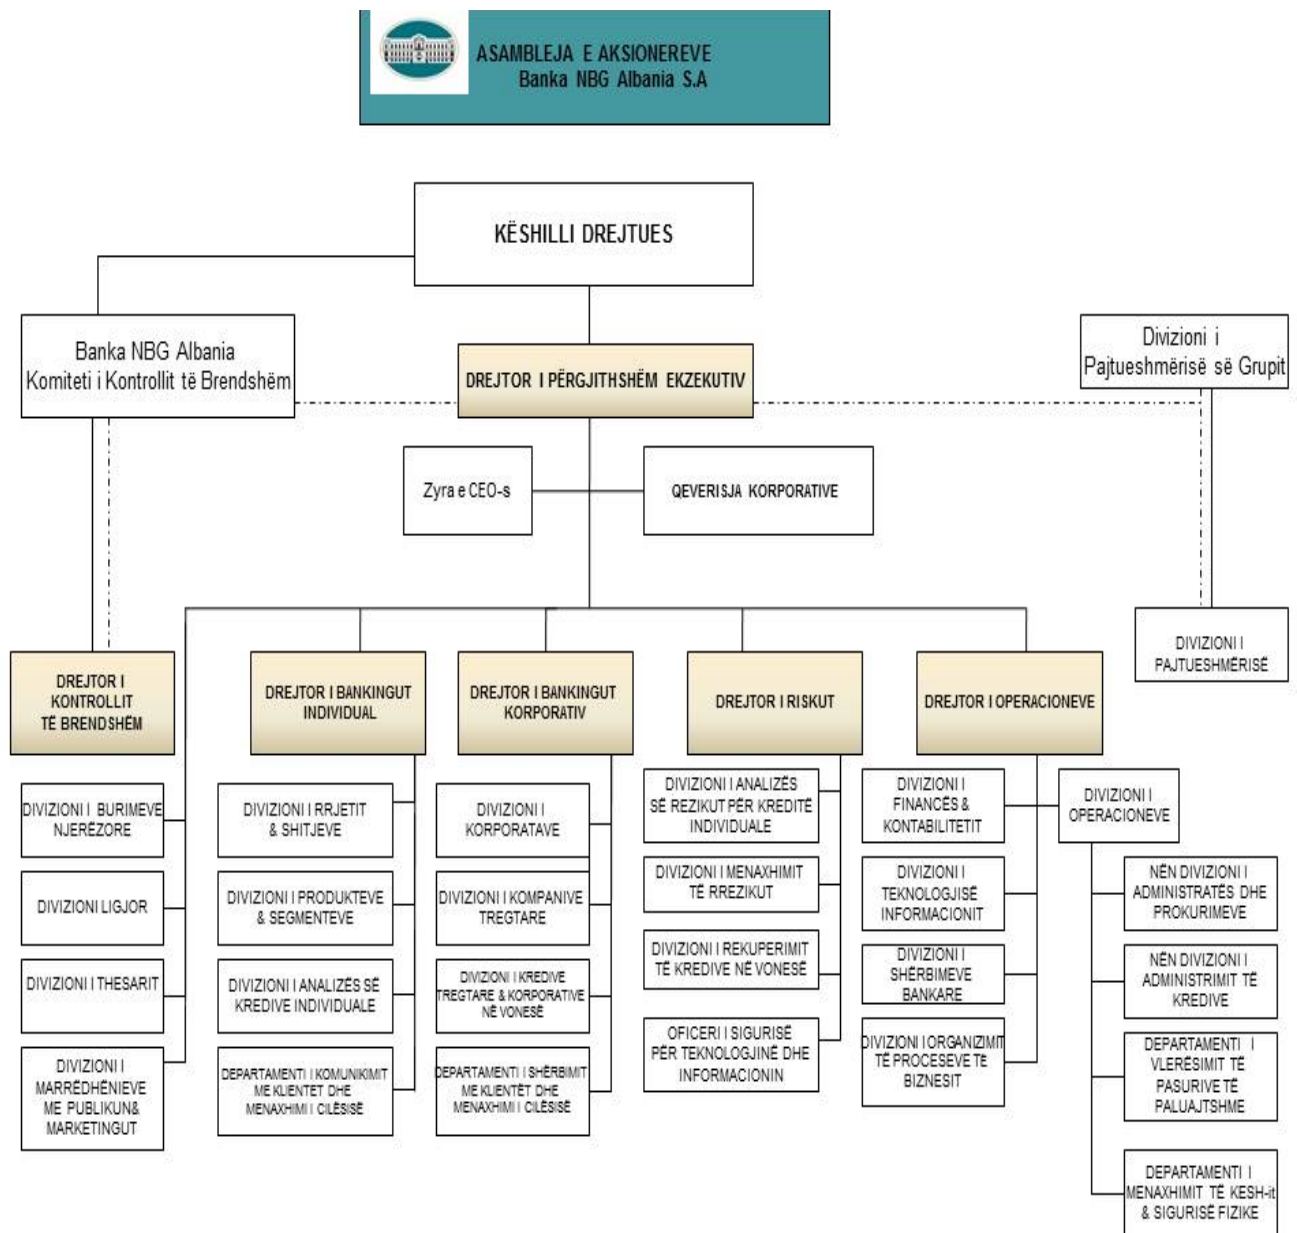 ASAMBLEJA E AKSIONEREVE
Banka NBG Albania S.A
KËSHILLI DREJTUES
Banka NBG Albania
Komiteti i Kontrollit të Brendshëm
DREJTOR I PËRGJITHSHËM EKZEKUTIV
Divizioni i
Pajtueshmërisë së Grupit
Zyra e CEO-s
QEVERISJA KORPORATIVE
DIVIZIONI I
PAJTUESHMËRISË
DREJTOR I
KONTROLLIT
TË BRENDSHËM
DREJTOR I BANKINGUT
INDIVIDUAL
DREJTOR I BANKINGUT
KORPORATIV
DREJTOR I RISKUT
DREJTOR I OPERACIONEVE
DIVIZIONI I BURIMEVE
NJERËZORE
DIVIZIONI LIGJOR
DIVIZIONI I THESARIT
DIVIZIONI I
MARRËDHËNIEVE
ME PUBLIKUN&
MARKETINGUT
DIVIZIONI I RRJETIT
& SHITJEVE
DIVIZIONI I PRODUKTEVE
& SEGMENTEVE
DIVIZIONI I ANALIZËS SË
KREDIVE INDIVIDUALE
DEPARTAMENTI I KOMUNIKIMIT
ME KLIENTET DHE
MENAXHIMI I CILËSISË
DIVIZIONI I
KORPORATAVE
DIVIZIONI I KOMPANIVE
TREGTARE
DIVIZIONI I KREDIVE
TREGTARE & KORPORATIVE
NË VONESË
DEPARTAMENTI I SHËRBIMIT
ME KLIENTËT DHE
MENAXHIMI I CILËSISË
DIVIZIONI I ANALIZËS
SË REZIKUT PËR KREDITË
INDIVIDUALE
DIVIZIONI I MENAXHIMIT
TË RREZIKUT
DIVIZIONI I REKUPERIMIT
TË KREDIVE NË VONESË
OFICERI I SIGURISË
PËR TEKNOLOGJINË DHE
INFORMACIONIN
DIVIZIONI I
FINANCËS &
KONTABILITETIT
DIVIZIONI I
TEKNOLOGJISË
INFORMACIONIT
DIVIZIONI I
SHËRBIMEVE
BANKARE
DIVIZIONI I ORGANIZIMIT
TË PROCESEVE TË
BIZNESIT
DIVIZIONI I
OPERACIONEVE
NËN DIVIZIONI I
ADMINISTRATËS DHE
PROKURIMEVE
NËN DIVIZIONI I
ADMINISTRIMIT TË
KREDIVE
DEPARTAMENTI I
VLERËSIMIT TË
PASURIVE TË
PALUAJTSHME
DEPARTAMENTI I
MENAXHIMIT TË KESH-it
& SIGURISË FIZIKE